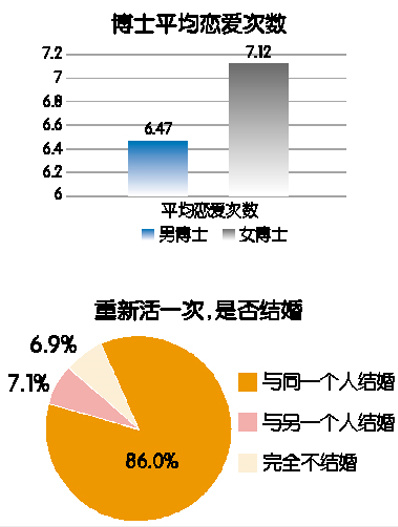 博士平均恋爱次数
7.2
7
6.8
6.6
6.4
6.2
6
6.47
7.12
平均恋爱次数
男博士 女博士
重新活一次,是否结婚
6.9%
7.1%
86.0%
与同一个人结婚
与另一个人结婚
完全不结婚